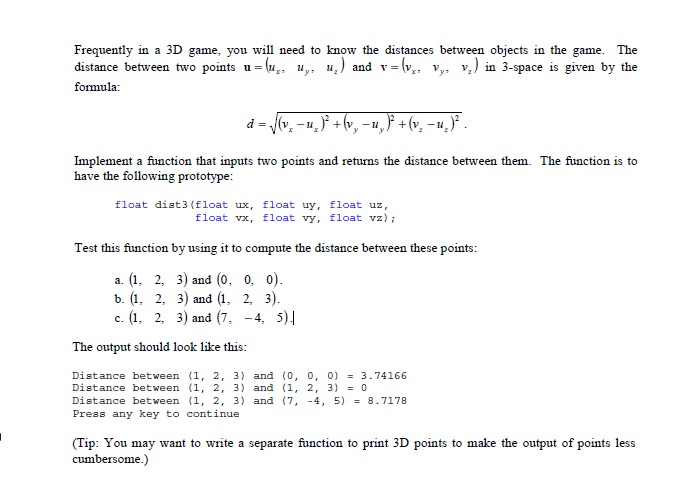 Frequently in a 3D game, you will need to know the distances between objects in the game. The
distance between two points u = (uₓ, u_y, u_z) and v = (vₓ, v_y, v_z) in 3-space is given by the
formula:
d = √((vₓ − uₓ)² + (v_y − u_y)² + (v_z − u_z)²) .
Implement a function that inputs two points and returns the distance between them. The function is to
have the following prototype:
float dist3(float ux, float uy, float uz,
float vx, float vy, float vz);
Test this function by using it to compute the distance between these points:
a. (1, 2, 3) and (0, 0, 0).
b. (1, 2, 3) and (1, 2, 3).
c. (1, 2, 3) and (7, −4, 5).
The output should look like this:
Distance between (1, 2, 3) and (0, 0, 0) = 3.74166
Distance between (1, 2, 3) and (1, 2, 3) = 0
Distance between (1, 2, 3) and (7, -4, 5) = 8.7178
Press any key to continue
(Tip: You may want to write a separate function to print 3D points to make the output of points less
cumbersome.)